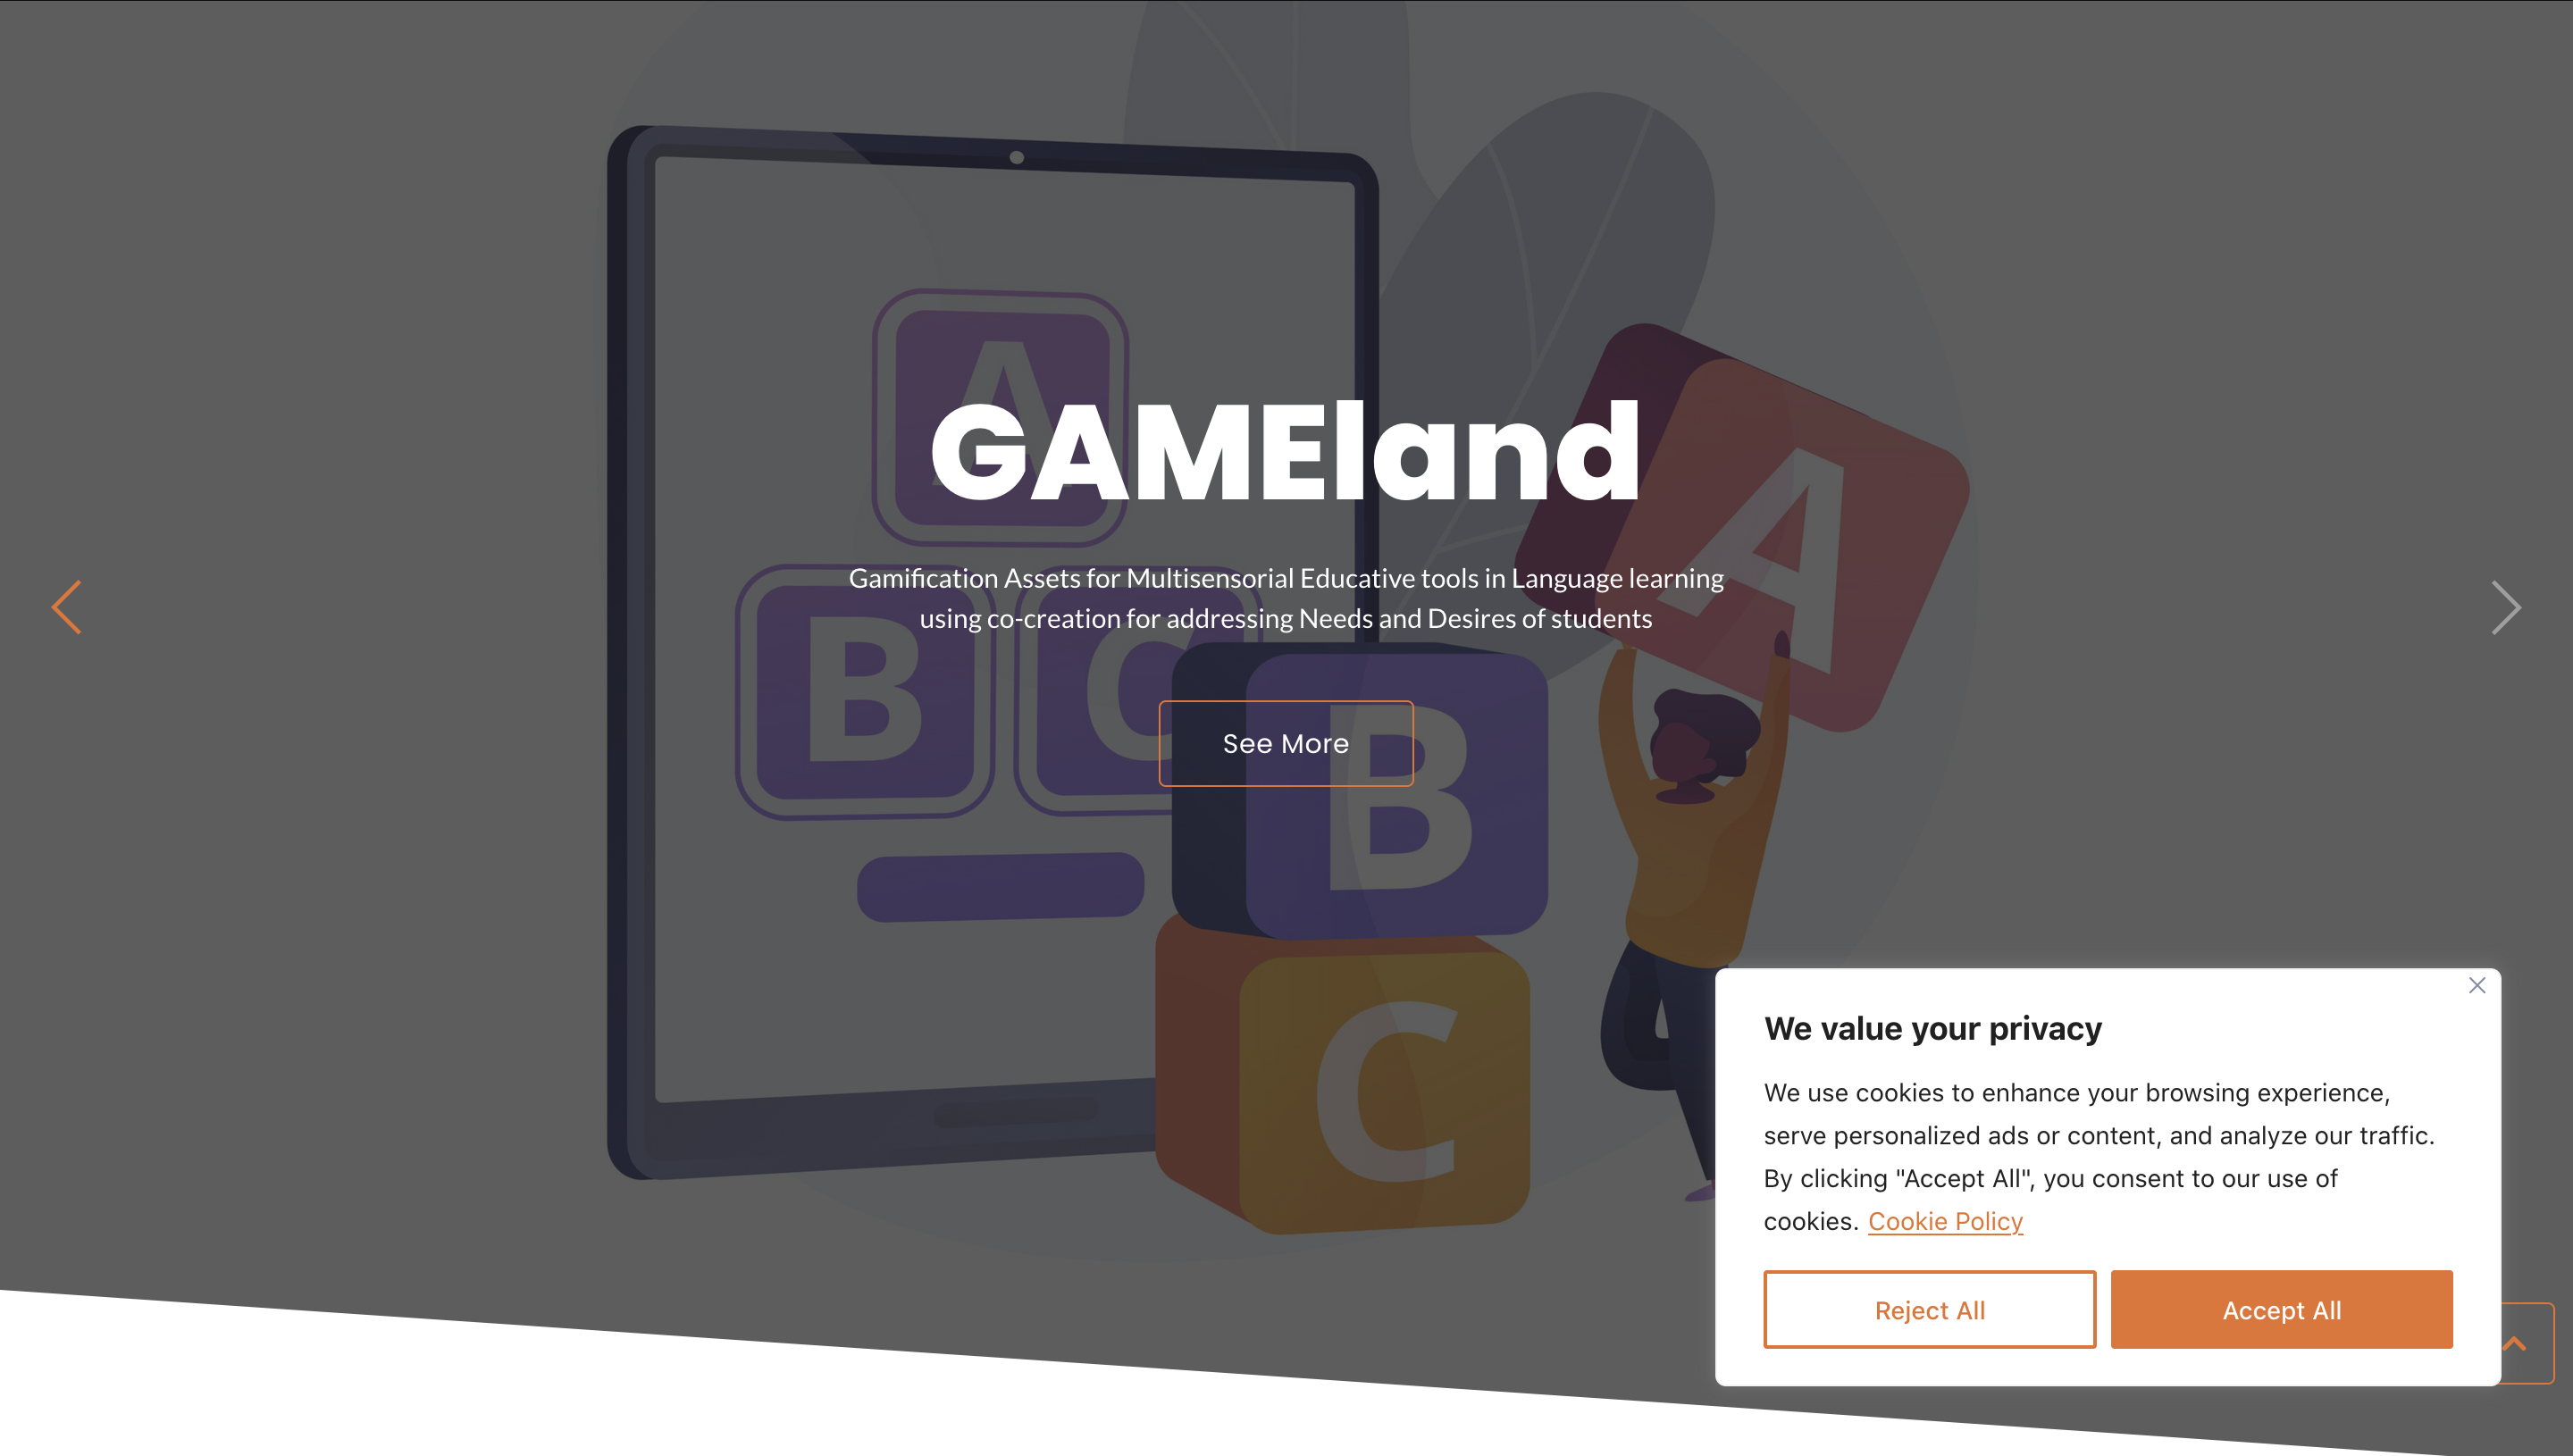 A
GAMEland
A
Gamification Assets for Multisensorial Educative tools in Language learning
using co-creation for addressing Needs and Desires of students
B
C
See More
B
C
We value your privacy
We use cookies to enhance your browsing experience,
serve personalized ads or content, and analyze our traffic.
By clicking "Accept All", you consent to our use of
cookies. Cookie Policy
Reject All
Accept All